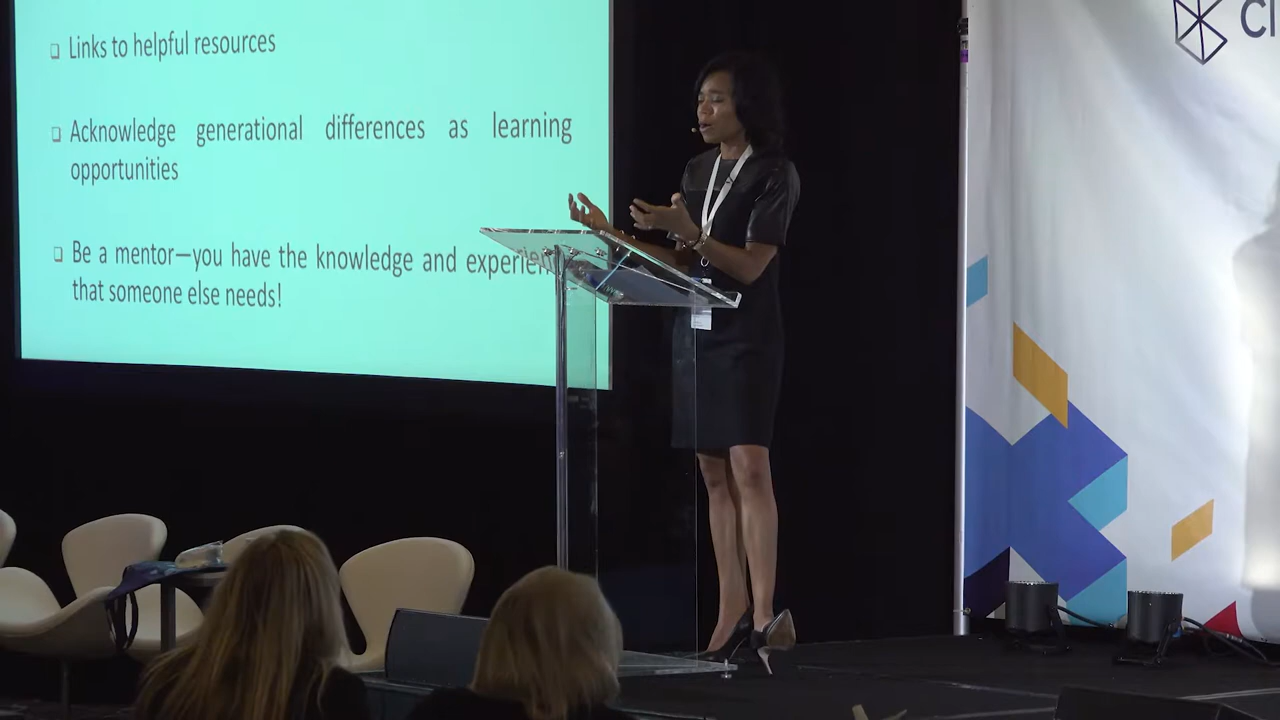 Links to helpful resources
Acknowledge generational differences as learning
opportunities
Be a mentor—you have the knowledge and experien
that someone else needs!
CI